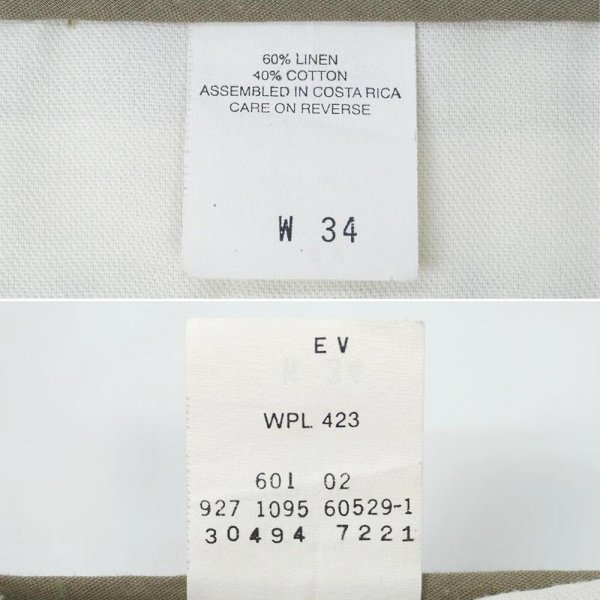 60% LINEN
40% COTTON
ASSEMBLED IN COSTA RICA
CARE ON REVERSE
W 34
E V
WPL 423
601 02
927 1095 60529-1
30494 7221